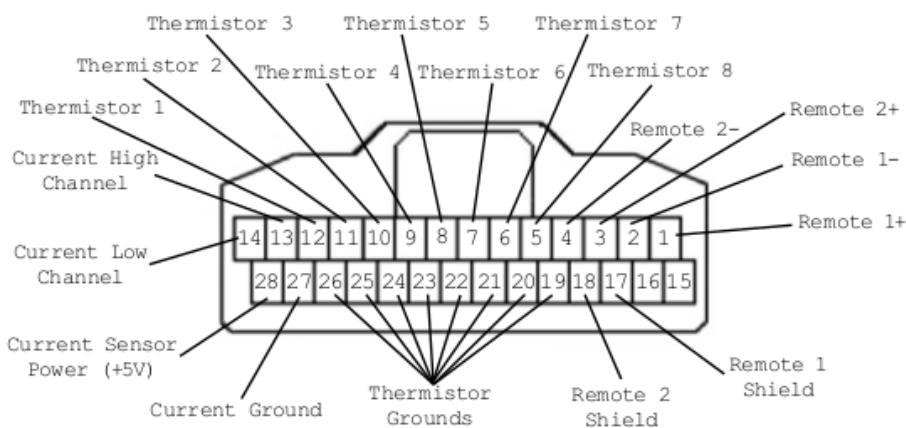 Thermistor 3
Thermistor 5
Thermistor 7
Thermistor 2
Thermistor 4
Thermistor 6
Thermistor 8
Thermistor 1
Remote 2+
Remote 2-
Current High
Channel
Remote 1-
Remote 1+
Current Low
Channel
14 13 12 11 10 9 8 7 6 5 4 3 2 1
28 27 26 25 24 23 22 21 20 19 18 17 16 15
Current Sensor
Power (+5V)
Current Ground
Thermistor
Grounds
Remote 2
Shield
Remote 1
Shield